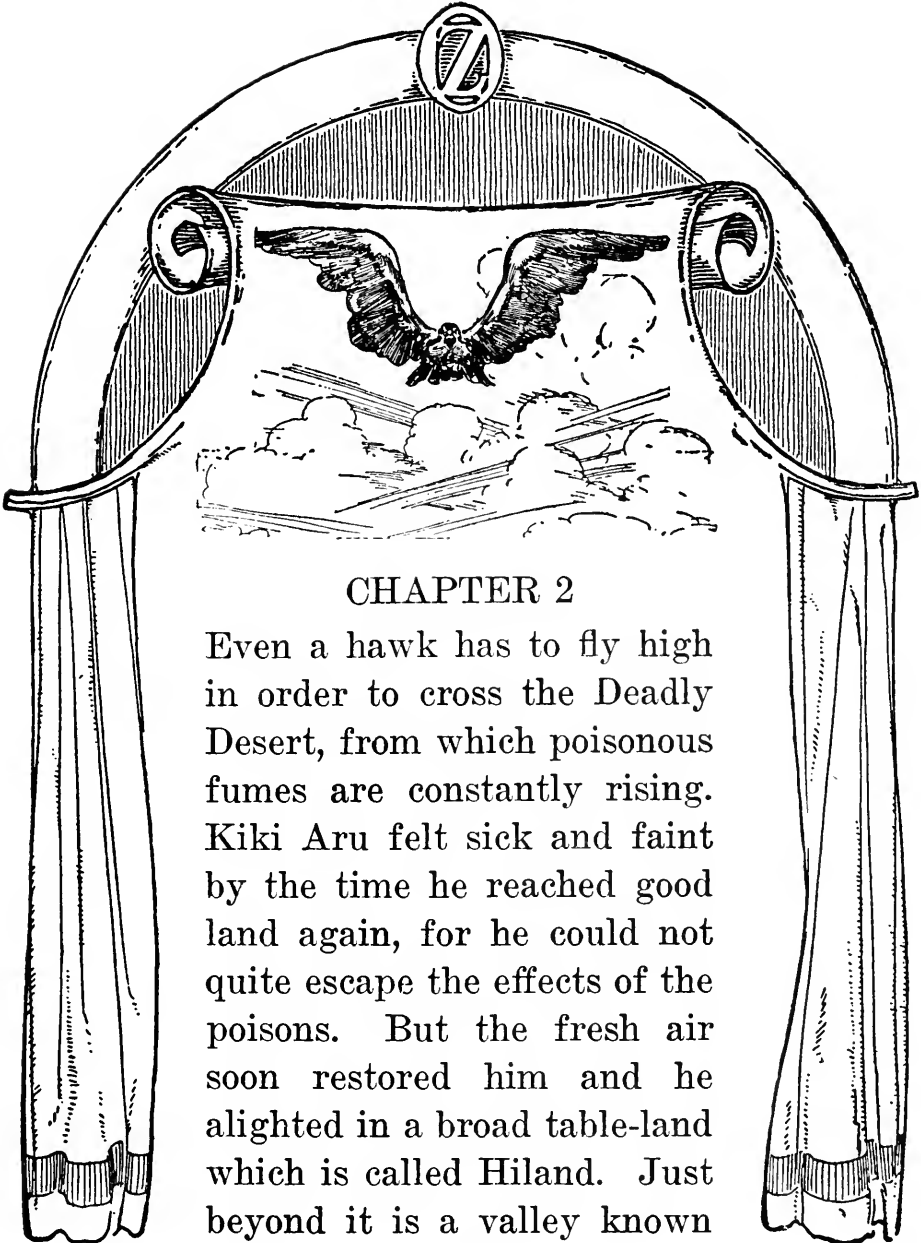 OZ
CHAPTER 2
Even a hawk has to fly high
in order to cross the Deadly
Desert, from which poisonous
fumes are constantly rising.
Kiki Aru felt sick and faint
by the time he reached good
land again, for he could not
quite escape the effects of the
poisons. But the fresh air
soon restored him and he
alighted in a broad table-land
which is called Hiland. Just
beyond it is a valley known